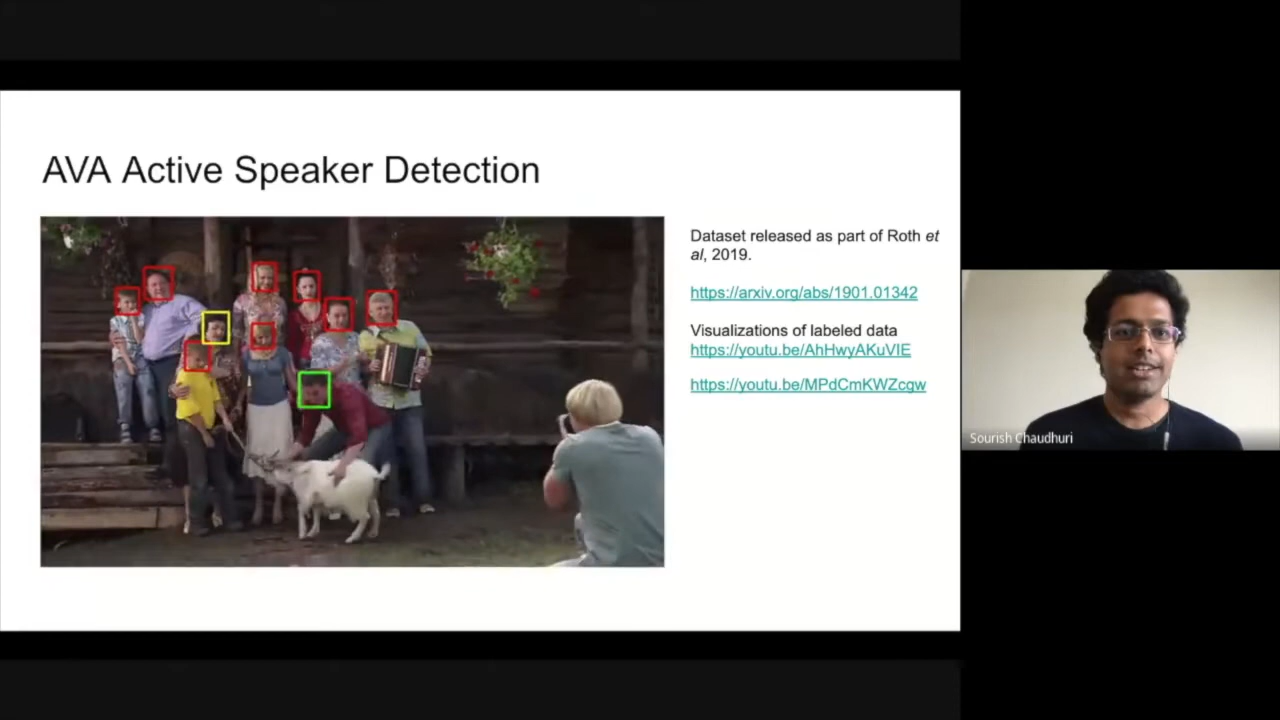 AVA Active Speaker Detection
Dataset released as part of Roth et
al, 2019.
https://arxiv.org/abs/1901.01342
Visualizations of labeled data
https://youtu.be/AhHwyAKuVIE
https://youtu.be/MPdCmKWZcgw
Sourish Chaudhuri